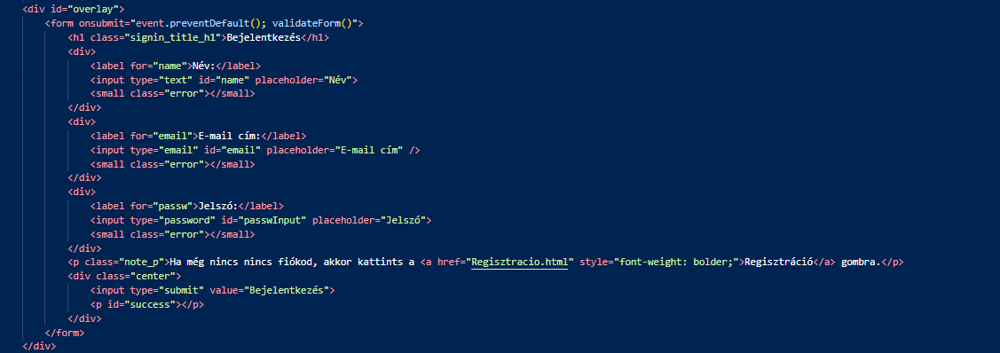 <div id="overlay">
<form onsubmit="event.preventDefault(); validateForm()">
<h1 class="signin_title_h1">Bejelentkezés</h1>
<div>
<label for="name">Név:</label>
<input type="text" id="name" placeholder="Név">
<small class="error"></small>
</div>
<div>
<label for="email">E-mail cím:</label>
<input type="email" id="email" placeholder="E-mail cím" />
<small class="error"></small>
</div>
<div>
<label for="passw">Jelszó:</label>
<input type="password" id="passwInput" placeholder="Jelszó">
<small class="error"></small>
</div>
<p class="note_p">Ha még nincs nincs fiókod, akkor kattints a <a href="Regisztracio.html" style="font-weight: bolder;">Regisztráció</a> gombra.</p>
<div class="center">
<input type="submit" value="Bejelentkezés">
<p id="success"></p>
</div>
</form>
</div>